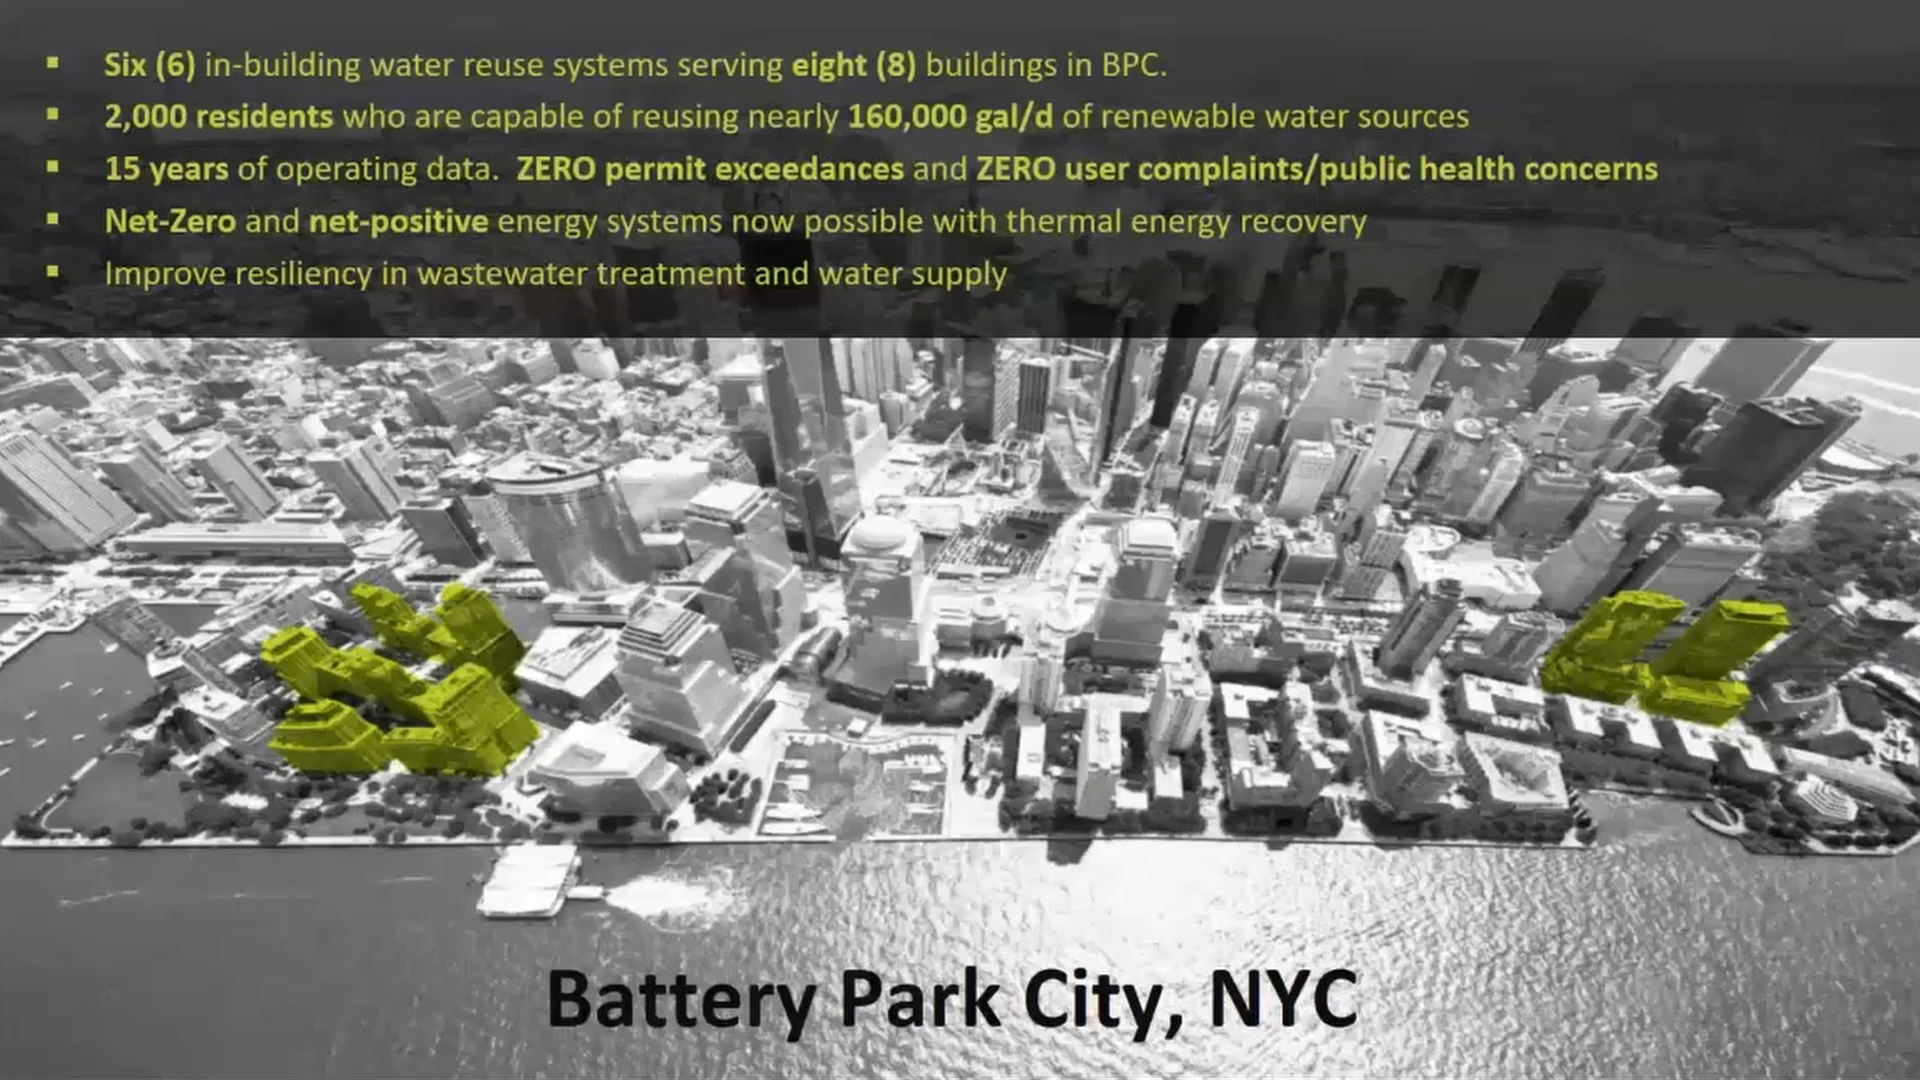 ▪ Six (6) in-building water reuse systems serving eight (8) buildings in BPC.
▪ 2,000 residents who are capable of reusing nearly 160,000 gal/d of renewable water sources
▪ 15 years of operating data.  ZERO permit exceedances and ZERO user complaints/public health concerns
▪ Net-Zero and net-positive energy systems now possible with thermal energy recovery
▪ Improve resiliency in wastewater treatment and water supply
Battery Park City, NYC